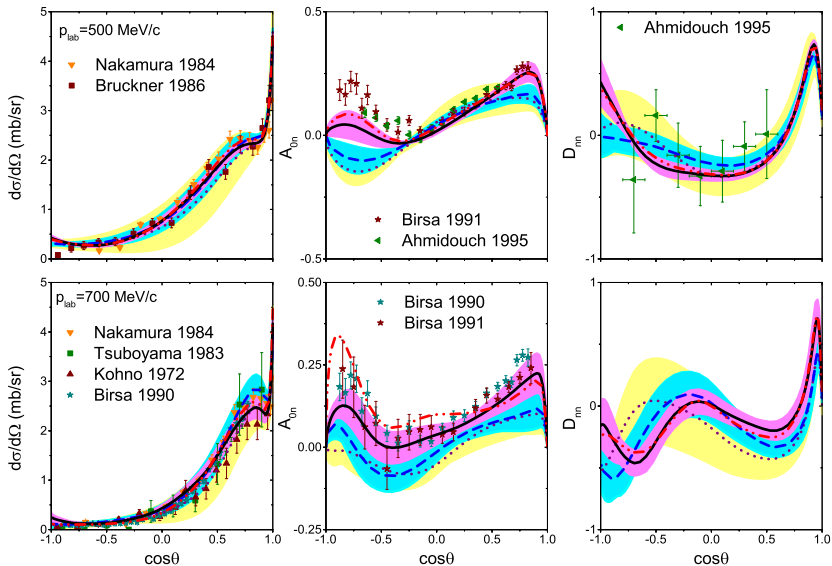 p_lab=500 MeV/c
Nakamura 1984
Bruckner 1986
dσ/dΩ (mb/sr)
5
4
3
2
1
0
A_0n
0.5
0.0
-0.5
Birsa 1991
Ahmidouch 1995
D_nn
1
0
-1
Ahmidouch 1995
p_lab=700 MeV/c
Nakamura 1984
Tsuboyama 1983
Kohno 1972
Birsa 1990
dσ/dΩ (mb/sr)
5
4
3
2
1
0
-1.0 -0.5 0.0 0.5 1.0
cosθ
A_0n
0.50
0.25
0.00
-0.25
Birsa 1990
Birsa 1991
-1.0 -0.5 0.0 0.5 1.0
cosθ
D_nn
1
0
-1
-1.0 -0.5 0.0 0.5 1.0
cosθ